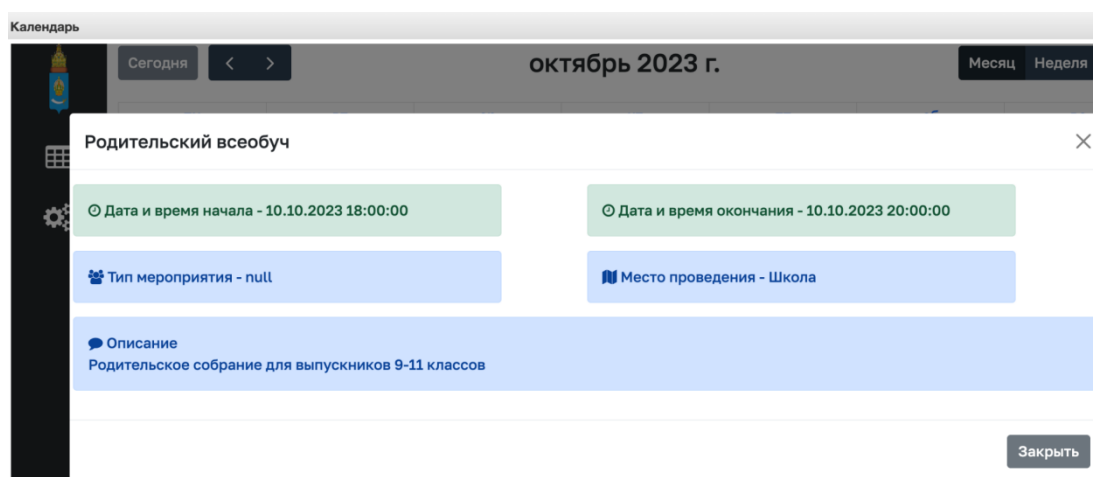 Календарь
Сегодня
октябрь 2023 г.
Месяц Неделя
Родительский всеобуч
Дата и время начала - 10.10.2023 18:00:00
Дата и время окончания - 10.10.2023 20:00:00
Тип мероприятия - null
Место проведения - Школа
Описание
Родительское собрание для выпускников 9-11 классов
Закрыть